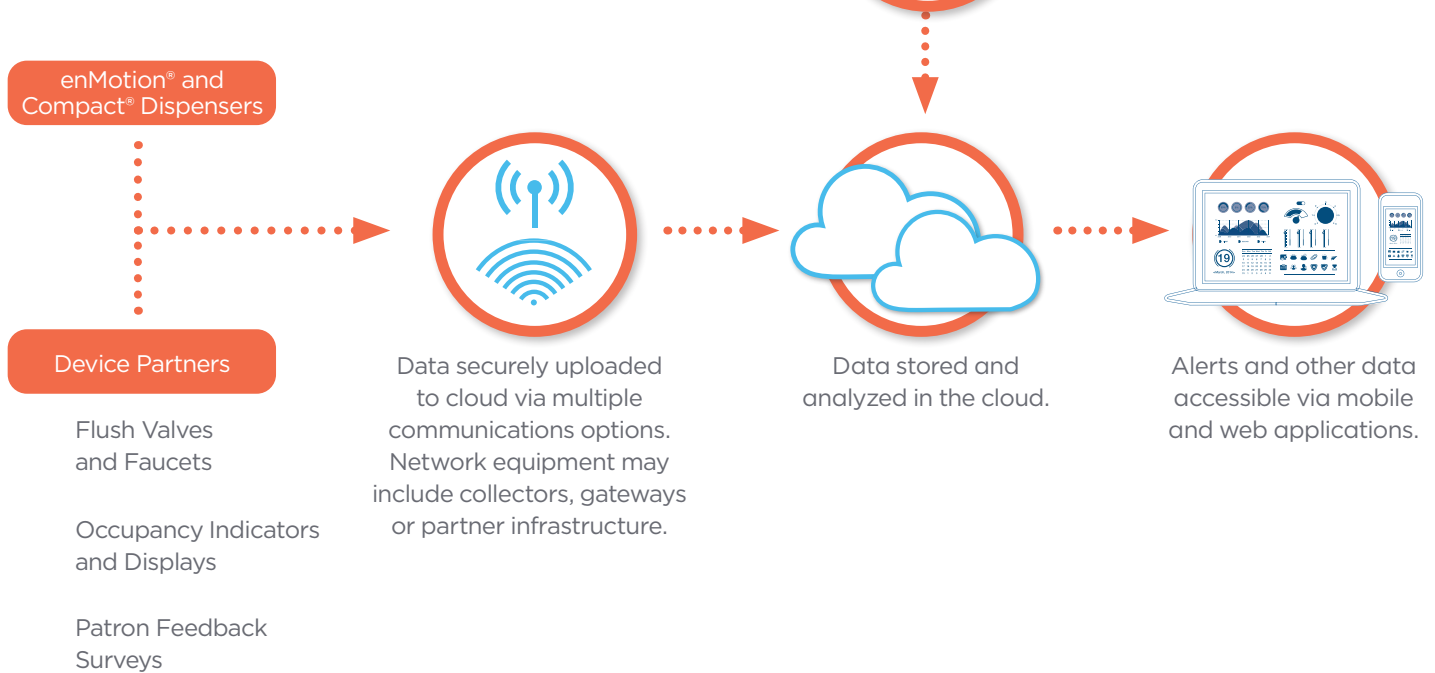 enMotion® and
Compact® Dispensers
Device Partners
Flush Valves
and Faucets
Occupancy Indicators
and Displays
Patron Feedback
Surveys
Data securely uploaded
to cloud via multiple
communications options.
Network equipment may
include collectors, gateways
or partner infrastructure.
Data stored and
analyzed in the cloud.
19
Alerts and other data
accessible via mobile
and web applications.